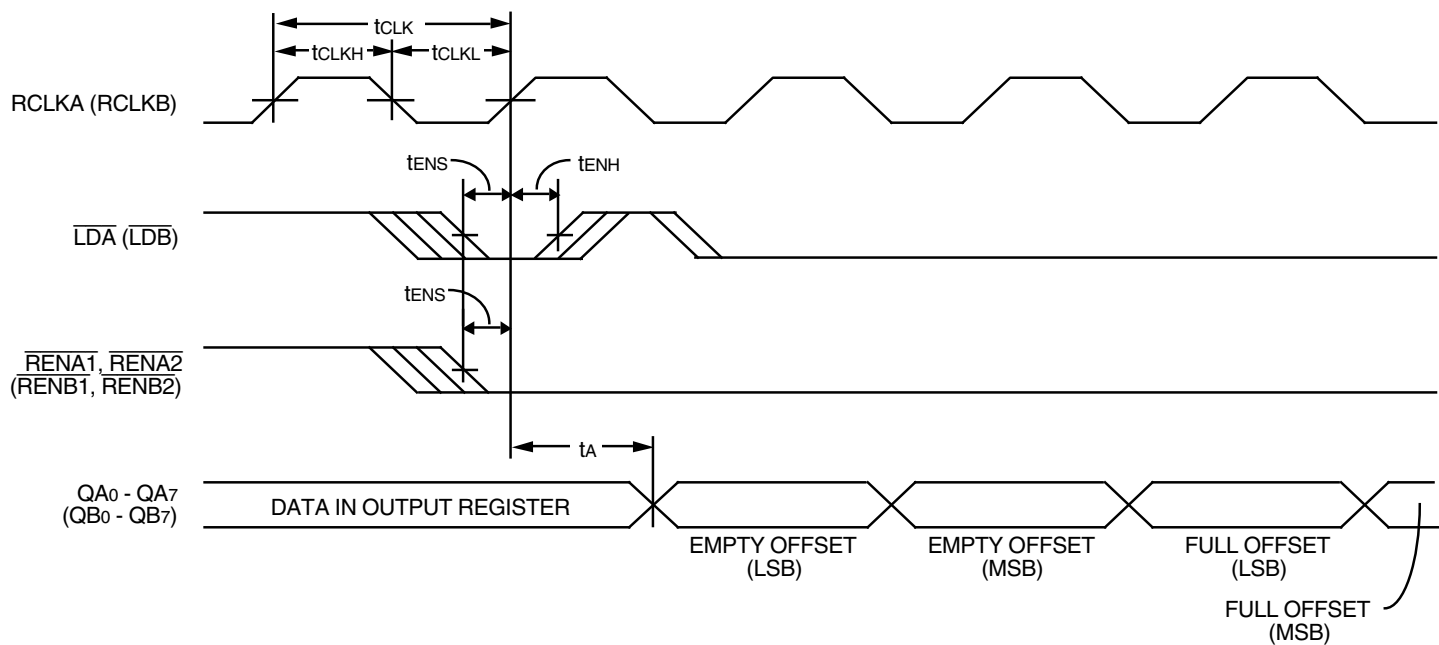 tCLK
tCLKH
tCLKL
RCLKA (RCLKB)
tENS
tENH
LDA (LDB)
tENS
RENA1, RENA2
(RENB1, RENB2)
tA
QA0 - QA7
(QB0 - QB7)
DATA IN OUTPUT REGISTER
EMPTY OFFSET
(LSB)
EMPTY OFFSET
(MSB)
FULL OFFSET
(LSB)
FULL OFFSET
(MSB)